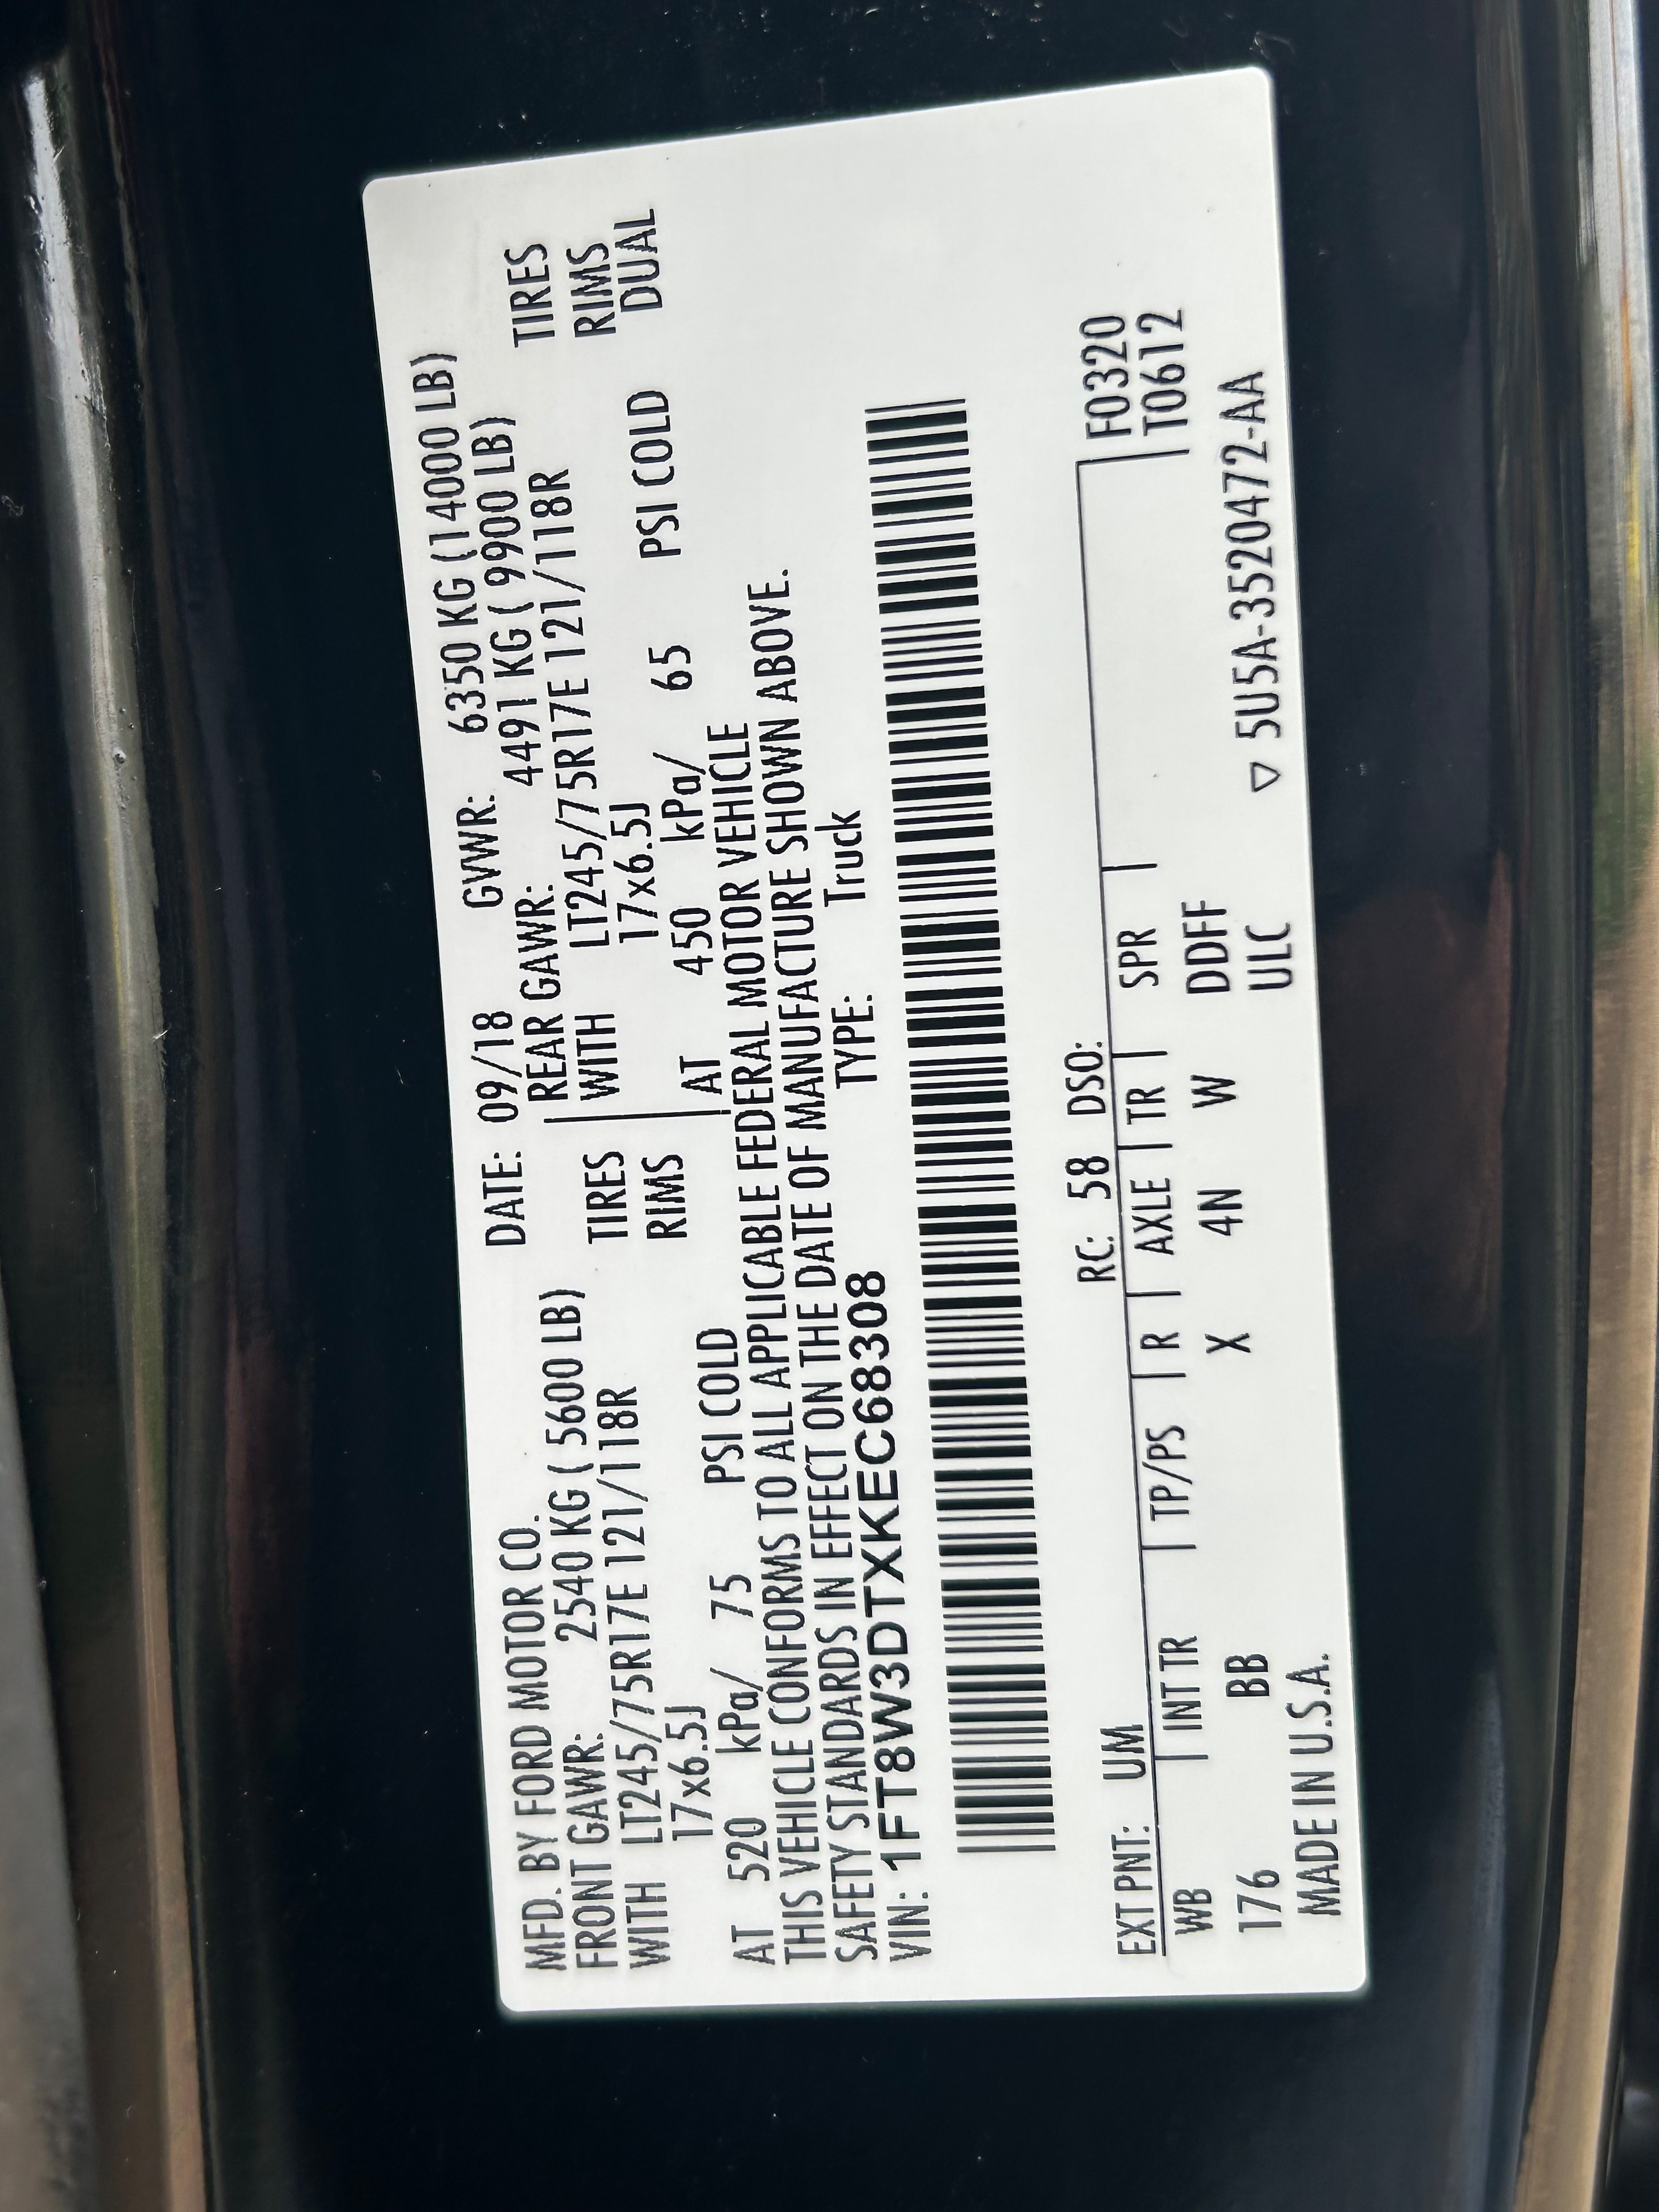 MFD. BY FORD MOTOR CO. DATE: 09/18 GVWR: 6350 KG (14000 LB)
FRONT GAWR: 2540 KG ( 5600 LB) REAR GAWR: 4491 KG ( 9900 LB)
WITH LT245/75R17E 121/118R TIRES WITH LT245/75R17E 121/118R TIRES
17x6.5J RIMS 17x6.5J RIMS
AT 520 kPa/ 75 PSI COLD AT 450 kPa/ 65 PSI COLD DUAL
THIS VEHICLE CONFORMS TO ALL APPLICABLE FEDERAL MOTOR VEHICLE
SAFETY STANDARDS IN EFFECT ON THE DATE OF MANUFACTURE SHOWN ABOVE.
VIN: 1FT8W3DTXKEC68308 TYPE: Truck
EXT PNT: UM RC: 58 DSO:
WB INT TR TP/PS R AXLE TR SPR F0320
176 BB X 4N W DDFF T0612
MADE IN U.S.A. ULC
▽ 5U5A-3520472-AA